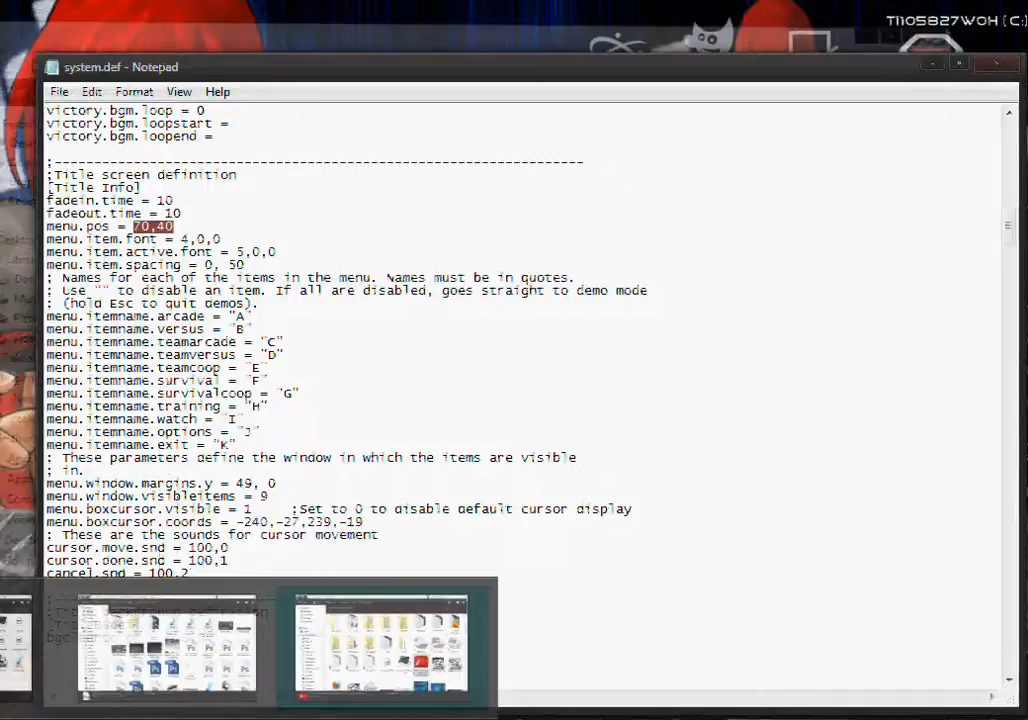 T1105827WOH (C:)
system.def - Notepad
File Edit Format View Help
victory.bgm.loop = 0
victory.bgm.loopstart =
victory.bgm.loopend =
;--------------------------------------------------------------------
;Title screen definition
[Title Info]
fadein.time = 10
fadeout.time = 10
menu.pos = 70,40
menu.item.font = 4,0,0
menu.item.active.font = 5,0,0
menu.item.spacing = 0, 50
; Names for each of the items in the menu. Names must be in quotes.
; Use "" to disable an item. If all are disabled, goes straight to demo mode
; (hold Esc to quit demos).
menu.itemname.arcade = "A"
menu.itemname.versus = "B"
menu.itemname.teamarcade = "C"
menu.itemname.teamversus = "D"
menu.itemname.teamcoop = "E"
menu.itemname.survival = "F"
menu.itemname.survivalcoop = "G"
menu.itemname.training = "H"
menu.itemname.watch = "I"
menu.itemname.options = "J"
menu.itemname.exit = "K"
; These parameters define the window in which the items are visible
; in.
menu.window.margins.y = 49, 0
menu.window.visibleitems = 9
menu.boxcursor.visible = 1 ;Set to 0 to disable default cursor display
menu.boxcursor.coords = -240,-27,239,-19
; These are the sounds for cursor movement
cursor.move.snd = 100,0
cursor.done.snd = 100,1
cancel.snd = 100,2